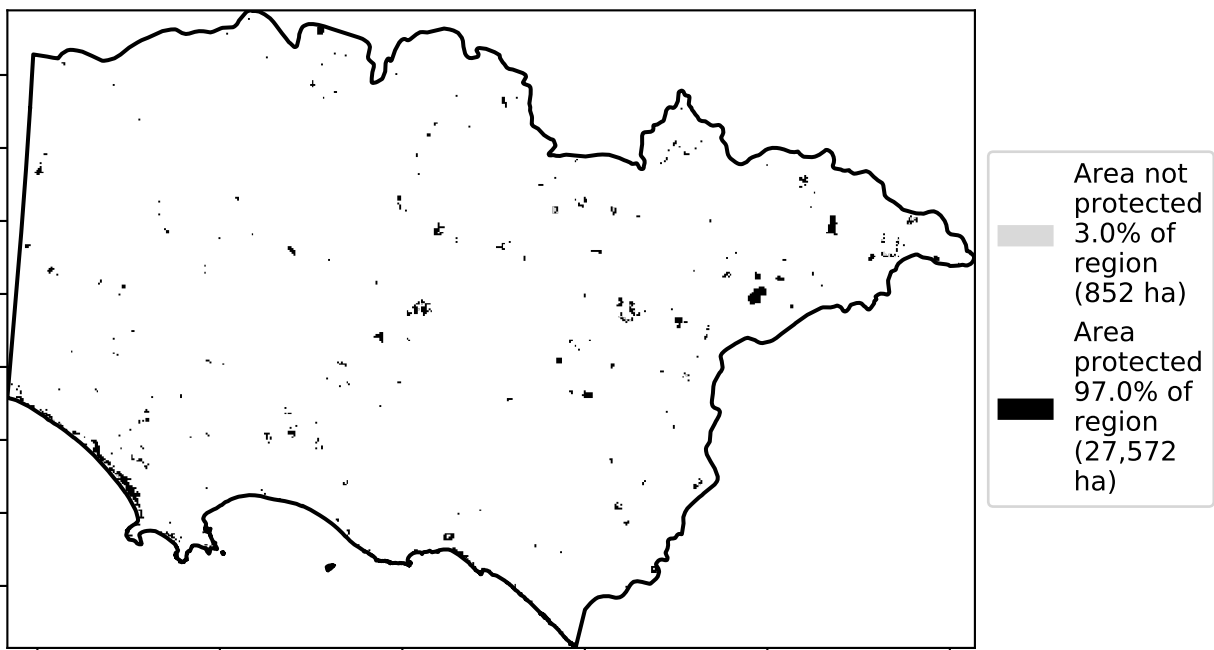 Area not
protected
3.0% of
region
(852 ha)
Area
protected
97.0% of
region
(27,572
ha)